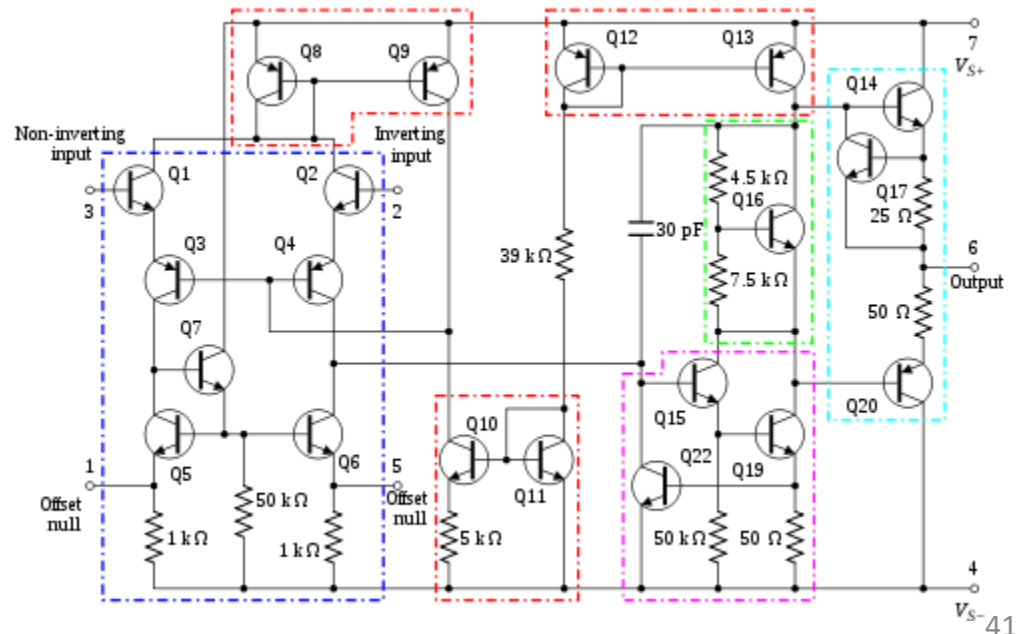 Q8
Q9
Q12
Q13
7
V_S+
Q14
Non-inverting
input
Inverting
input
Q1
Q2
3
2
4.5 kΩ
Q16
Q17
25 Ω
30 pF
Q3
Q4
39 kΩ
6
Output
7.5 kΩ
50 Ω
Q7
Q15
Q20
Q10
Q5
Q6
Q22
Q19
1
5
Q11
Offset
null
Offset
null
50 kΩ
1 kΩ
1 kΩ
5 kΩ
50 kΩ
50 Ω
4
V_S−
41